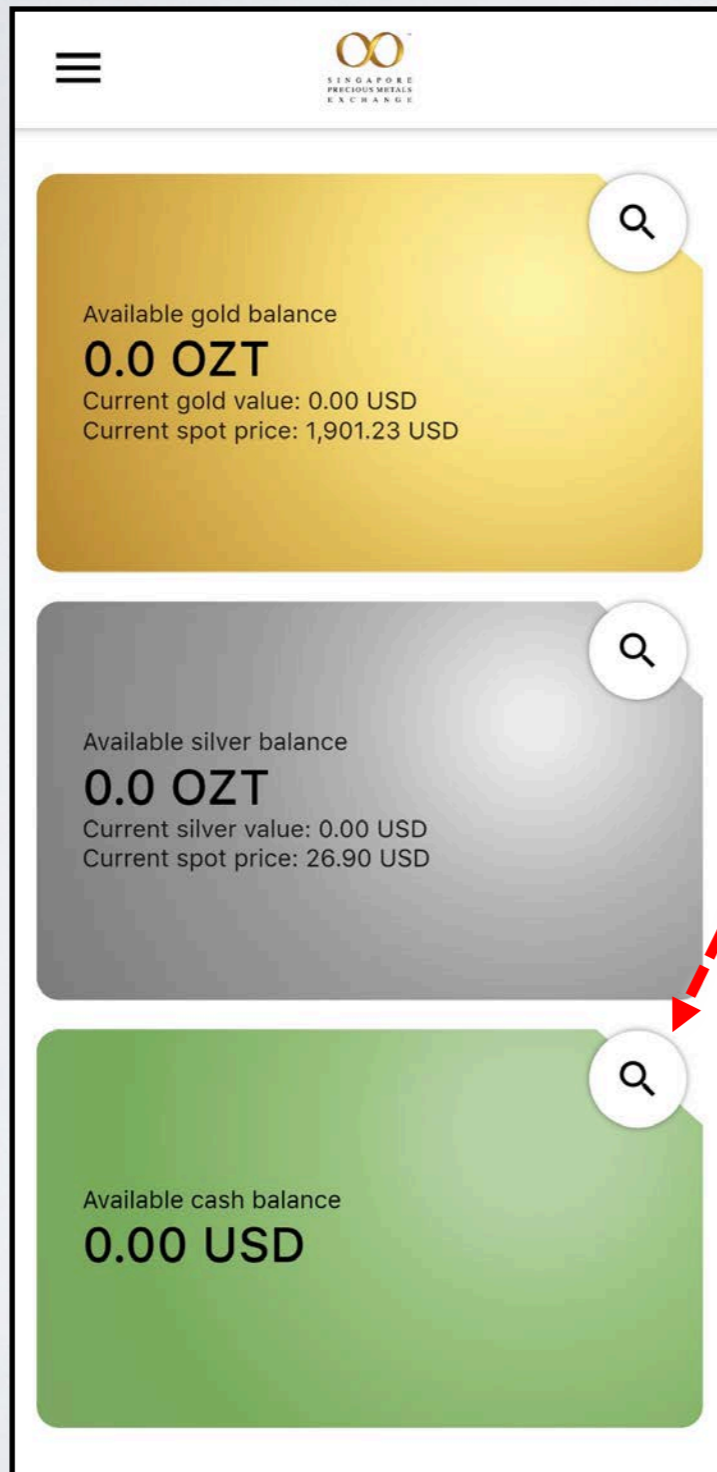 SINGAPORE
PRECIOUS METALS
EXCHANGE
Available gold balance
0.0 OZT
Current gold value: 0.00 USD
Current spot price: 1,901.23 USD
Available silver balance
0.0 OZT
Current silver value: 0.00 USD
Current spot price: 26.90 USD
Available cash balance
0.00 USD